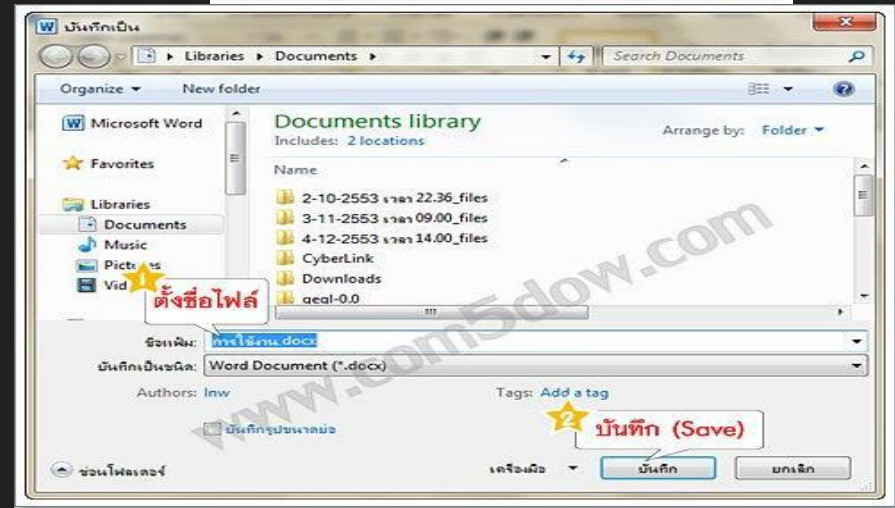 บันทึกเป็น
Libraries Documents Search Documents
Organize New folder
Microsoft Word
Favorites
Libraries
Documents
Music
Pictures
Vid
Documents library
Includes: 2 locations
Arrange by: Folder
Name
2-10-2553 เวลา 22.36_files
3-11-2553 เวลา 09.00_files
4-12-2553 เวลา 14.00_files
CyberLink
Downloads
gegl-0.0
1
ตั้งชื่อไฟล์
ชื่อแฟ้ม: การใช้งาน.docx
บันทึกเป็นชนิด: Word Document (*.docx)
Authors: lnw Tags: Add a tag
บันทึกรูปขนาดย่อ
2
บันทึก (Save)
ซ่อนโฟลเดอร์ เครื่องมือ บันทึก ยกเลิก
www.com5dow.com